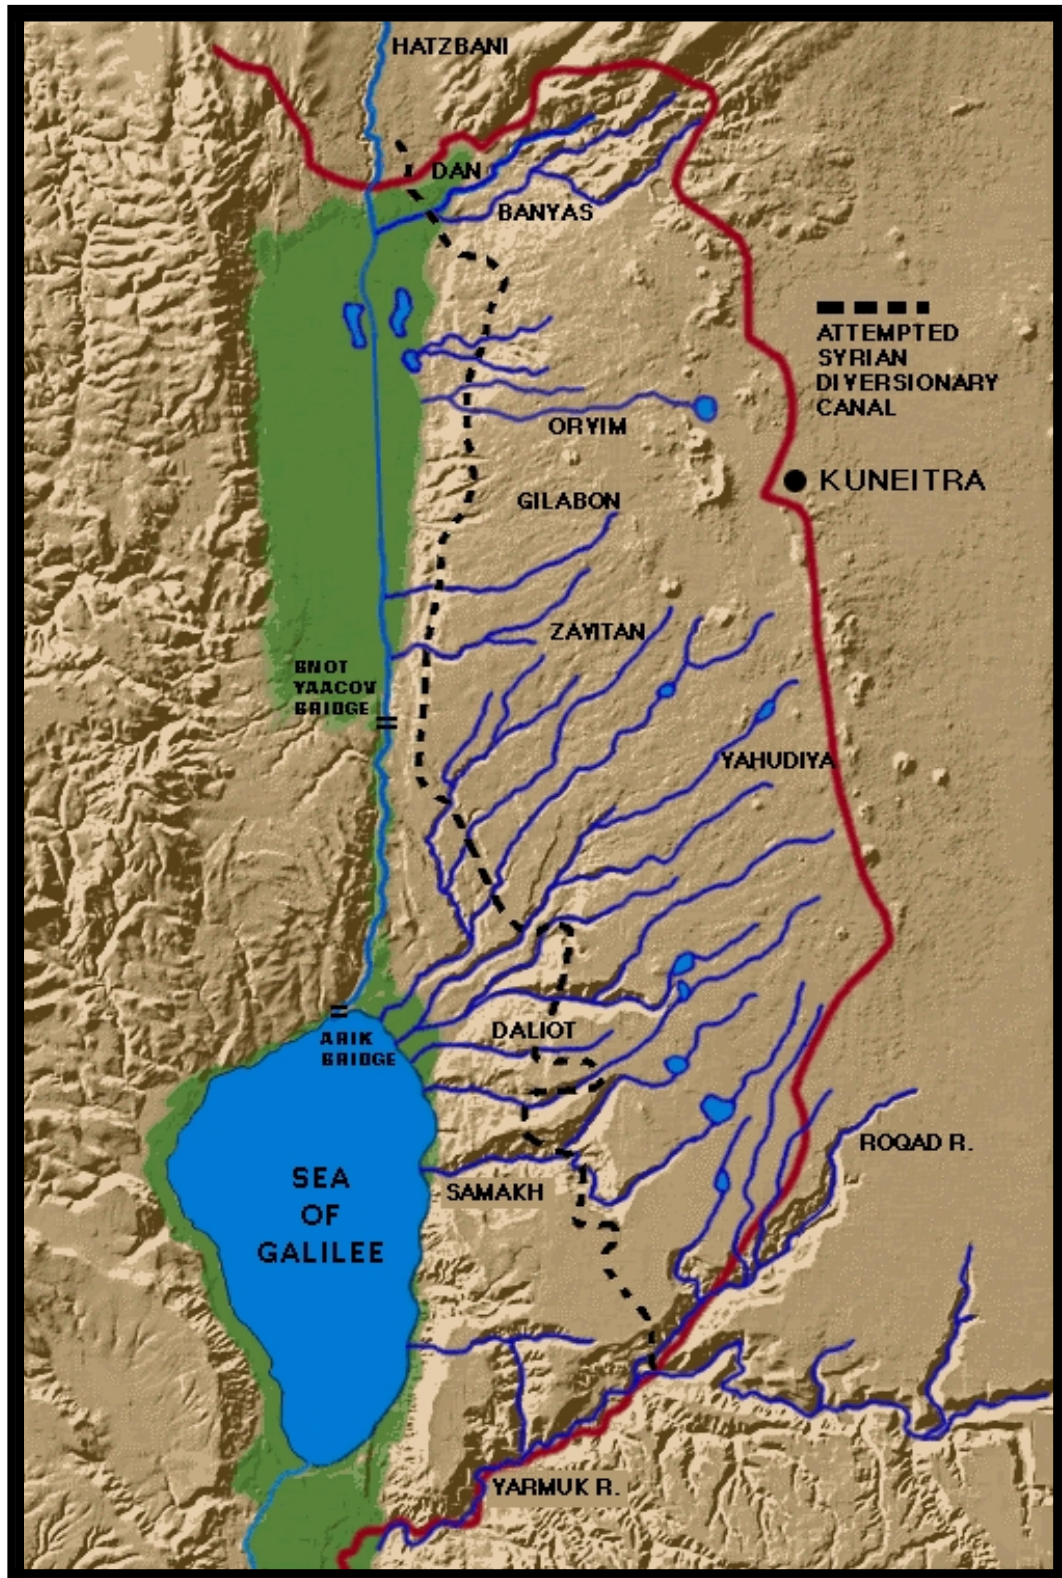 HATZBANI
DAN
BANYAS
ATTEMPTED
SYRIAN
DIVERSIONARY
CANAL
ORYIM
KUNEITRA
GILABON
ZAVITAN
BNOT
YAACOV
BRIDGE
YAHUDIYA
DALIOT
ARIK
BRIDGE
ROQAD R.
SEA
OF
GALILEE
SAMAKH
YARMUK R.